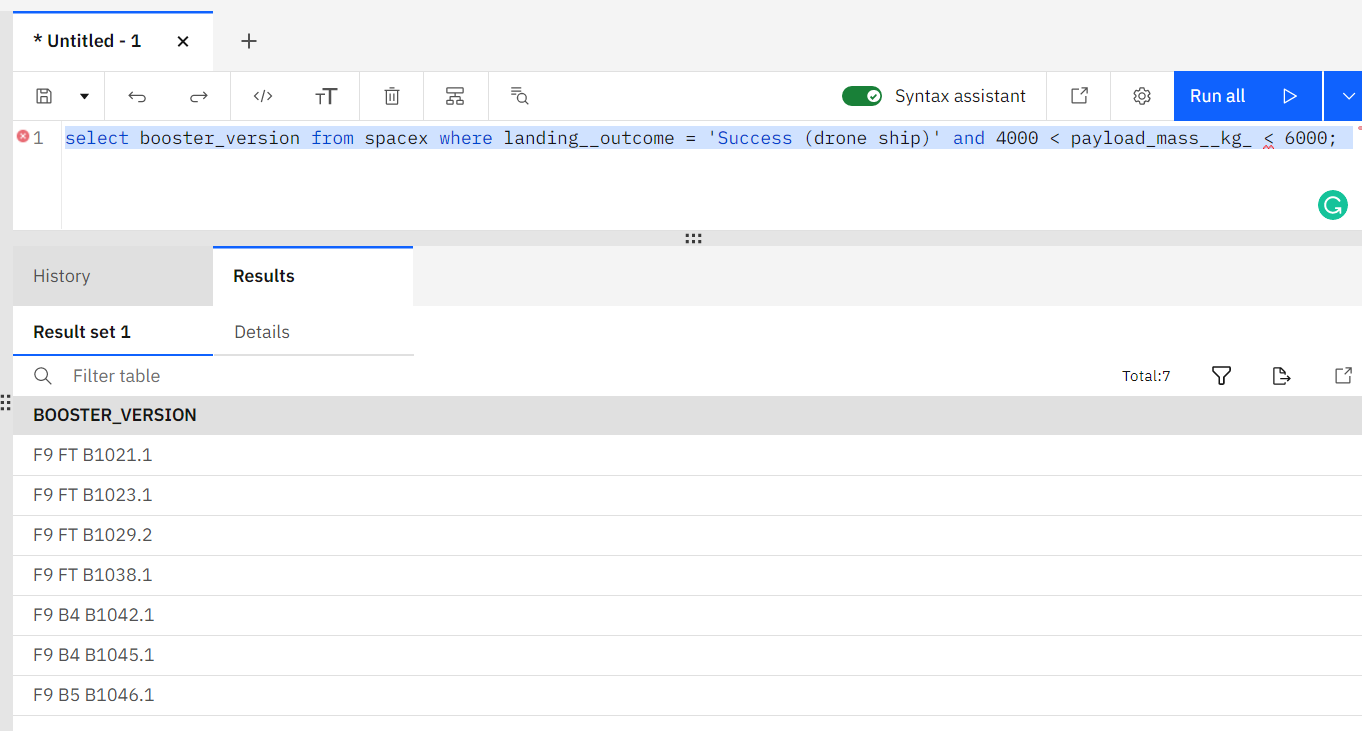 * Untitled - 1
Syntax assistant
Run all
1 select booster_version from spacex where landing__outcome = 'Success (drone ship)' and 4000 < payload_mass__kg_ < 6000;
History Results
Result set 1 Details
Filter table Total:7
BOOSTER_VERSION
F9 FT B1021.1
F9 FT B1023.1
F9 FT B1029.2
F9 FT B1038.1
F9 B4 B1042.1
F9 B4 B1045.1
F9 B5 B1046.1